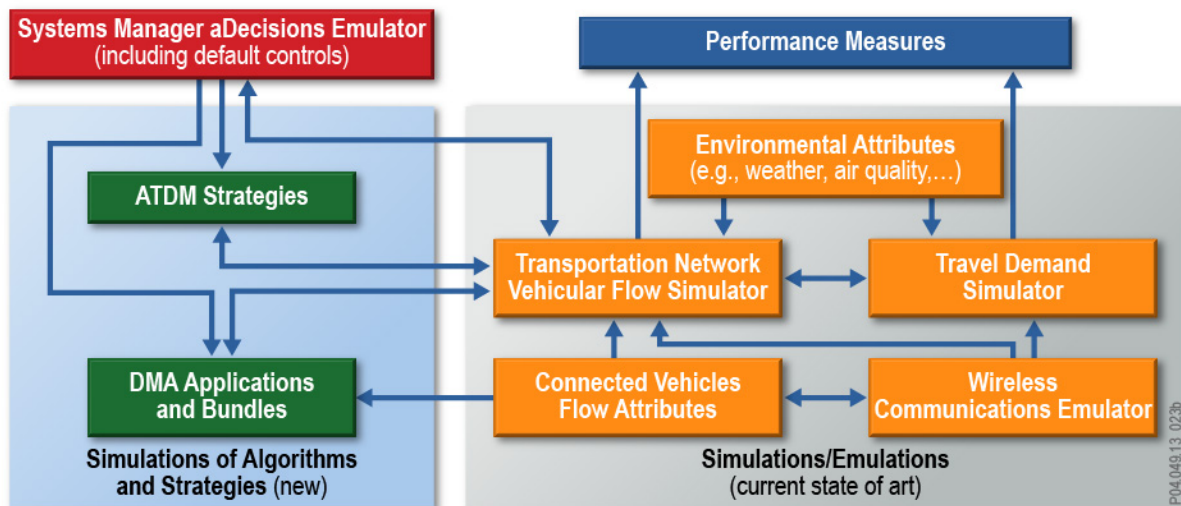 Systems Manager aDecisions Emulator
(including default controls)
Performance Measures
Environmental Attributes
(e.g., weather, air quality,...)
ATDM Strategies
Transportation Network
Vehicular Flow Simulator
Travel Demand
Simulator
DMA Applications
and Bundles
Connected Vehicles
Flow Attributes
Wireless
Communications Emulator
Simulations of Algorithms
and Strategies (new)
Simulations/Emulations
(current state of art)
P04.049.13_023b